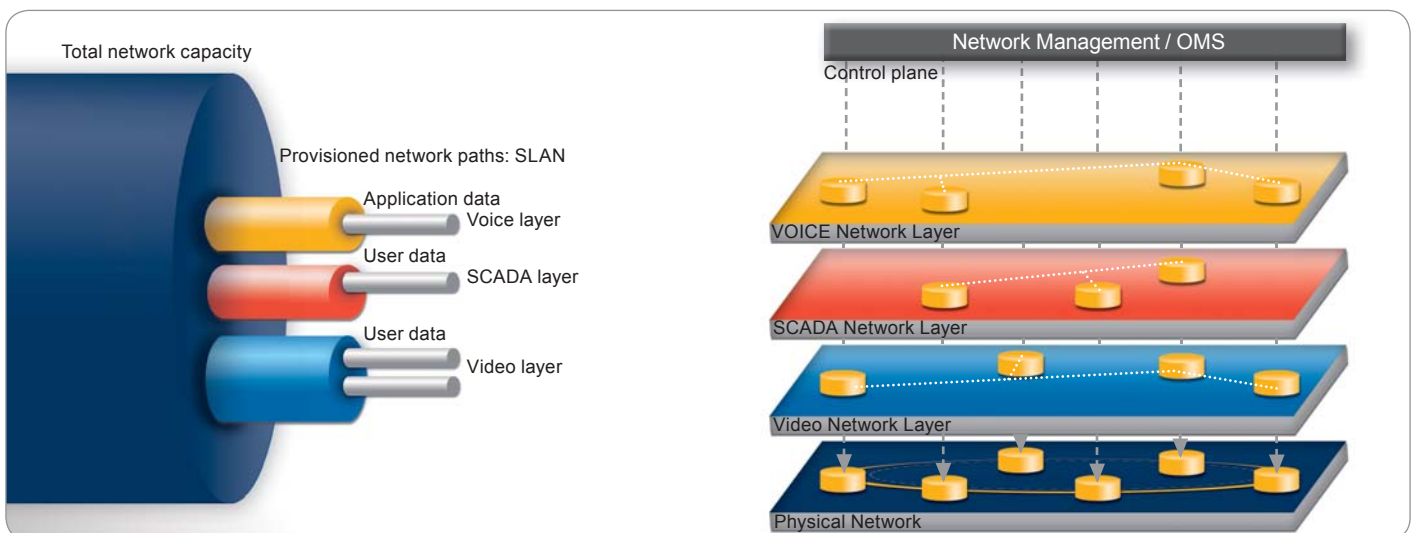 Total network capacity
Provisioned network paths: SLAN
Application data
Voice layer
User data
SCADA layer
User data
Video layer
Network Management / OMS
Control plane
VOICE Network Layer
SCADA Network Layer
Video Network Layer
Physical Network